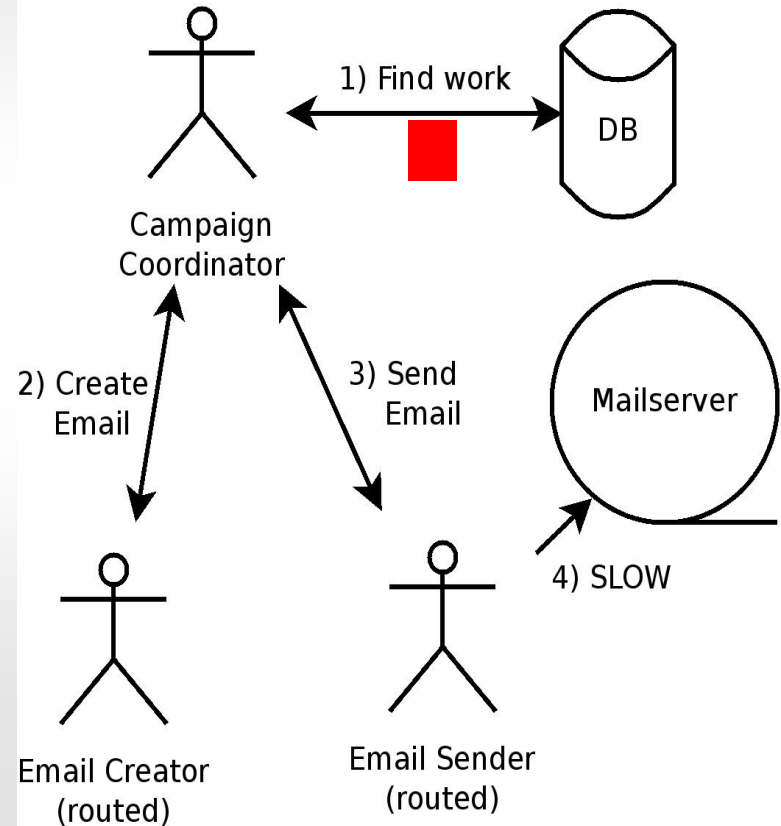 1) Find work
DB
Campaign
Coordinator
2) Create
Email
3) Send
Email
Mailserver
4) SLOW
Email Creator
(routed)
Email Sender
(routed)